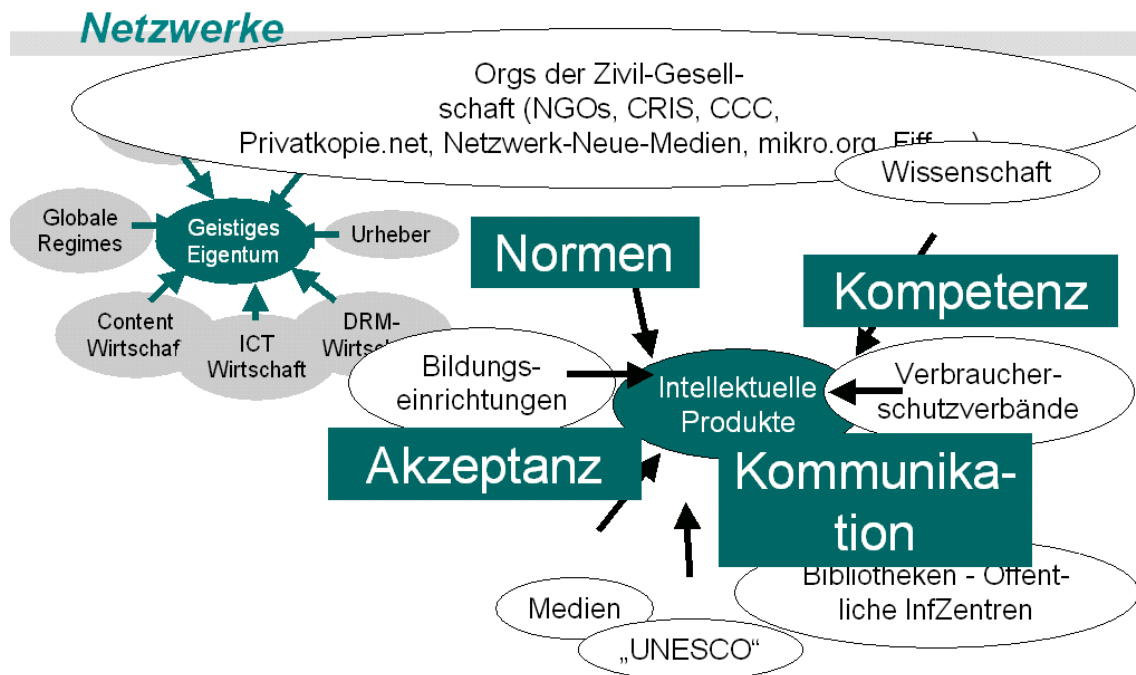 Netzwerke
Orgs der Zivil-Gesell-
schaft (NGOs, CRIS, CCC,
Privatkopie.net, Netzwerk-Neue-Medien, mikro.org,
Wissenschaft
Globale
Regimes
Geistiges
Eigentum
Urheber
Content
Wirtschaf
ICT
Wirtschaft
DRM-
Normen
Kompetenz
Bildungs-
einrichtungen
Intellektuelle
Produkte
Verbraucher-
schutzverbände
Akzeptanz
Kommunika-
tion
Bibliotheken - Öffent-
liche InfZentren
Medien
„UNESCO“